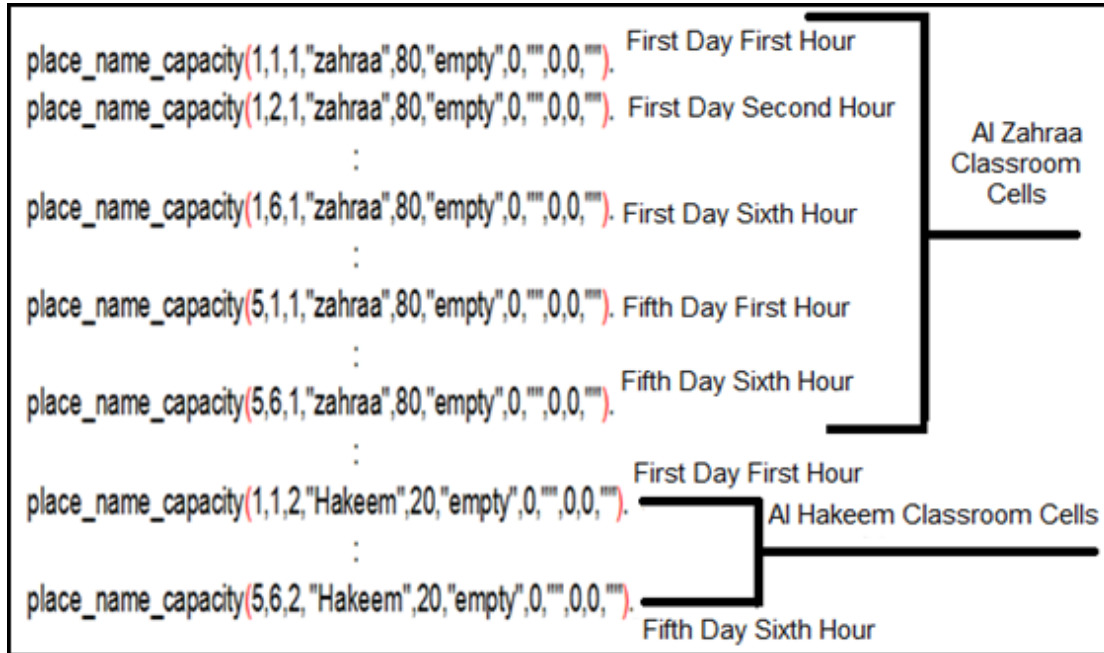 place_name_capacity(1,1,1,"zahraa",80,"empty",0,"",0,0,""). First Day First Hour
place_name_capacity(1,2,1,"zahraa",80,"empty",0,"",0,0,""). First Day Second Hour
:
place_name_capacity(1,6,1,"zahraa",80,"empty",0,"",0,0,""). First Day Sixth Hour
:
place_name_capacity(5,1,1,"zahraa",80,"empty",0,"",0,0,""). Fifth Day First Hour
:
place_name_capacity(5,6,1,"zahraa",80,"empty",0,"",0,0,""). Fifth Day Sixth Hour
Al Zahraa
Classroom
Cells
:
place_name_capacity(1,1,2,"Hakeem",20,"empty",0,"",0,0,""). First Day First Hour
:
place_name_capacity(5,6,2, "Hakeem",20,"empty",0,"",0,0,""). Fifth Day Sixth Hour
Al Hakeem Classroom Cells